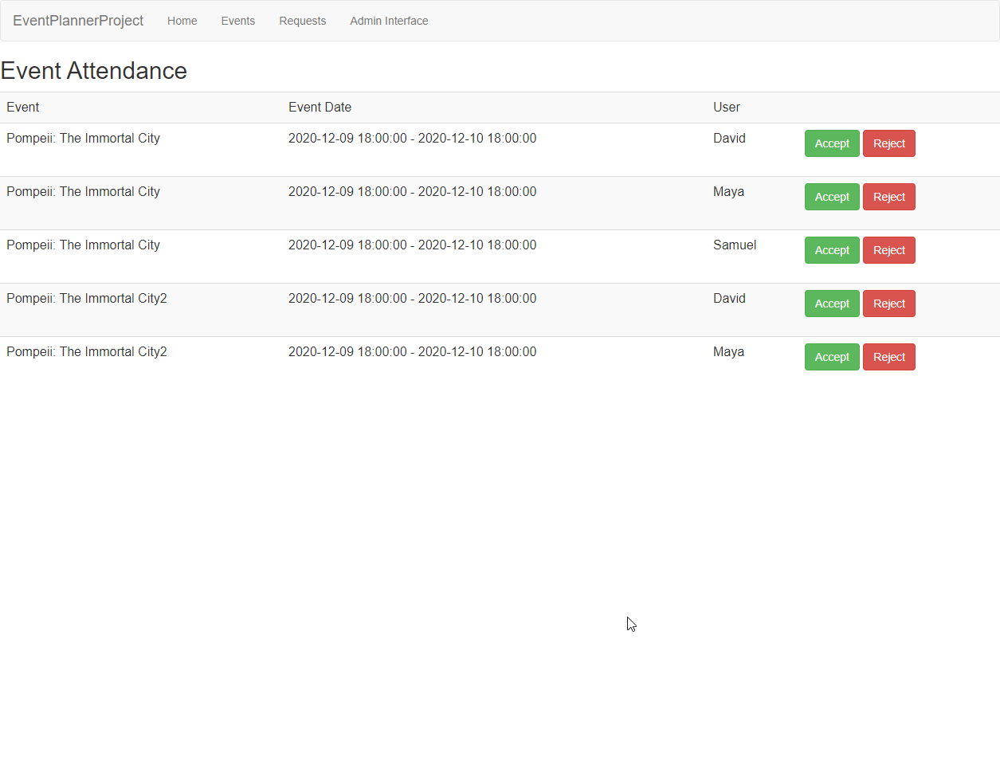 EventPlannerProject Home Events Requests Admin Interface
Event Attendance
Event Event Date User
Pompeii: The Immortal City 2020-12-09 18:00:00 - 2020-12-10 18:00:00 David Accept Reject
Pompeii: The Immortal City 2020-12-09 18:00:00 - 2020-12-10 18:00:00 Maya Accept Reject
Pompeii: The Immortal City 2020-12-09 18:00:00 - 2020-12-10 18:00:00 Samuel Accept Reject
Pompeii: The Immortal City2 2020-12-09 18:00:00 - 2020-12-10 18:00:00 David Accept Reject
Pompeii: The Immortal City2 2020-12-09 18:00:00 - 2020-12-10 18:00:00 Maya Accept Reject